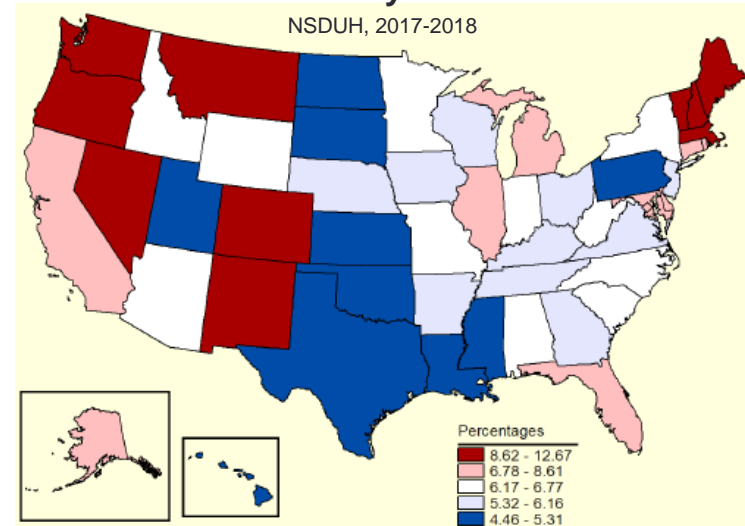 NSDUH, 2017-2018
Percentages
8.62 - 12.67
6.78 - 8.61
6.17 - 6.77
5.32 - 6.16
4.46 - 5.31